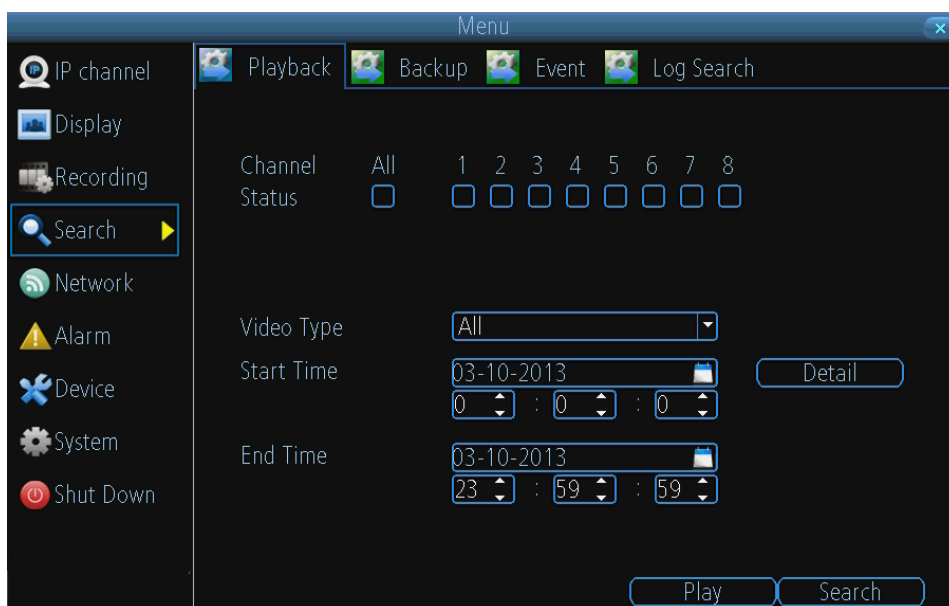 Menu
IP channel
Display
Recording
Search
Network
Alarm
Device
System
Shut Down
Playback Backup Event Log Search
Channel All 1 2 3 4 5 6 7 8
Status
Video Type All
Start Time 03-10-2013 Detail
0 : 0 : 0
End Time 03-10-2013
23 : 59 : 59
Play Search